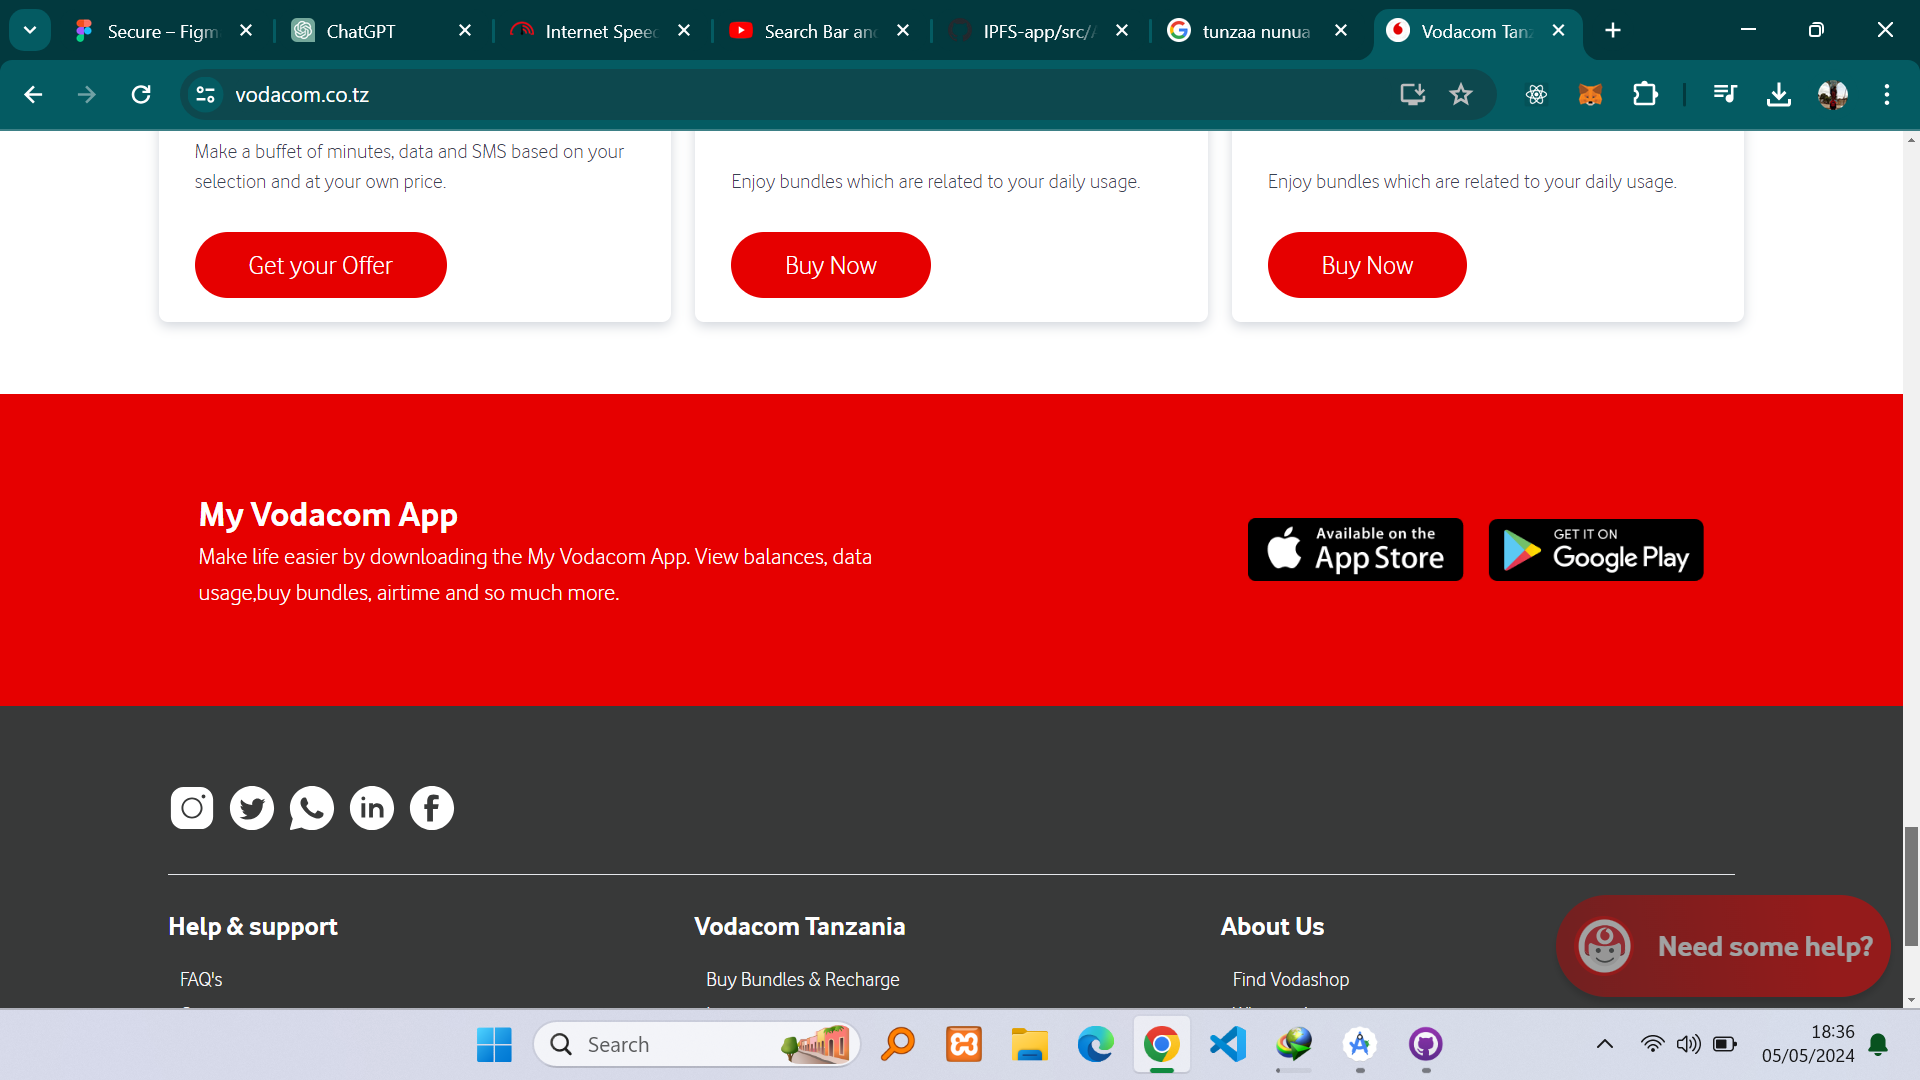 Secure – Figm
ChatGPT
Internet Speec
Search Bar an
IPFS-app/src/
tunzaa nunua
Vodacom Tan
vodacom.co.tz
Make a buffet of minutes, data and SMS based on your
selection and at your own price.
Enjoy bundles which are related to your daily usage.
Enjoy bundles which are related to your daily usage.
Get your Offer
Buy Now
Buy Now
My Vodacom App
Make life easier by downloading the My Vodacom App. View balances, data
usage,buy bundles, airtime and so much more.
Available on the
App Store
GET IT ON
Google Play
Help & support
Vodacom Tanzania
About Us
FAQ's
Buy Bundles & Recharge
Find Vodashop
Need some help?
Search
18:36
05/05/2024